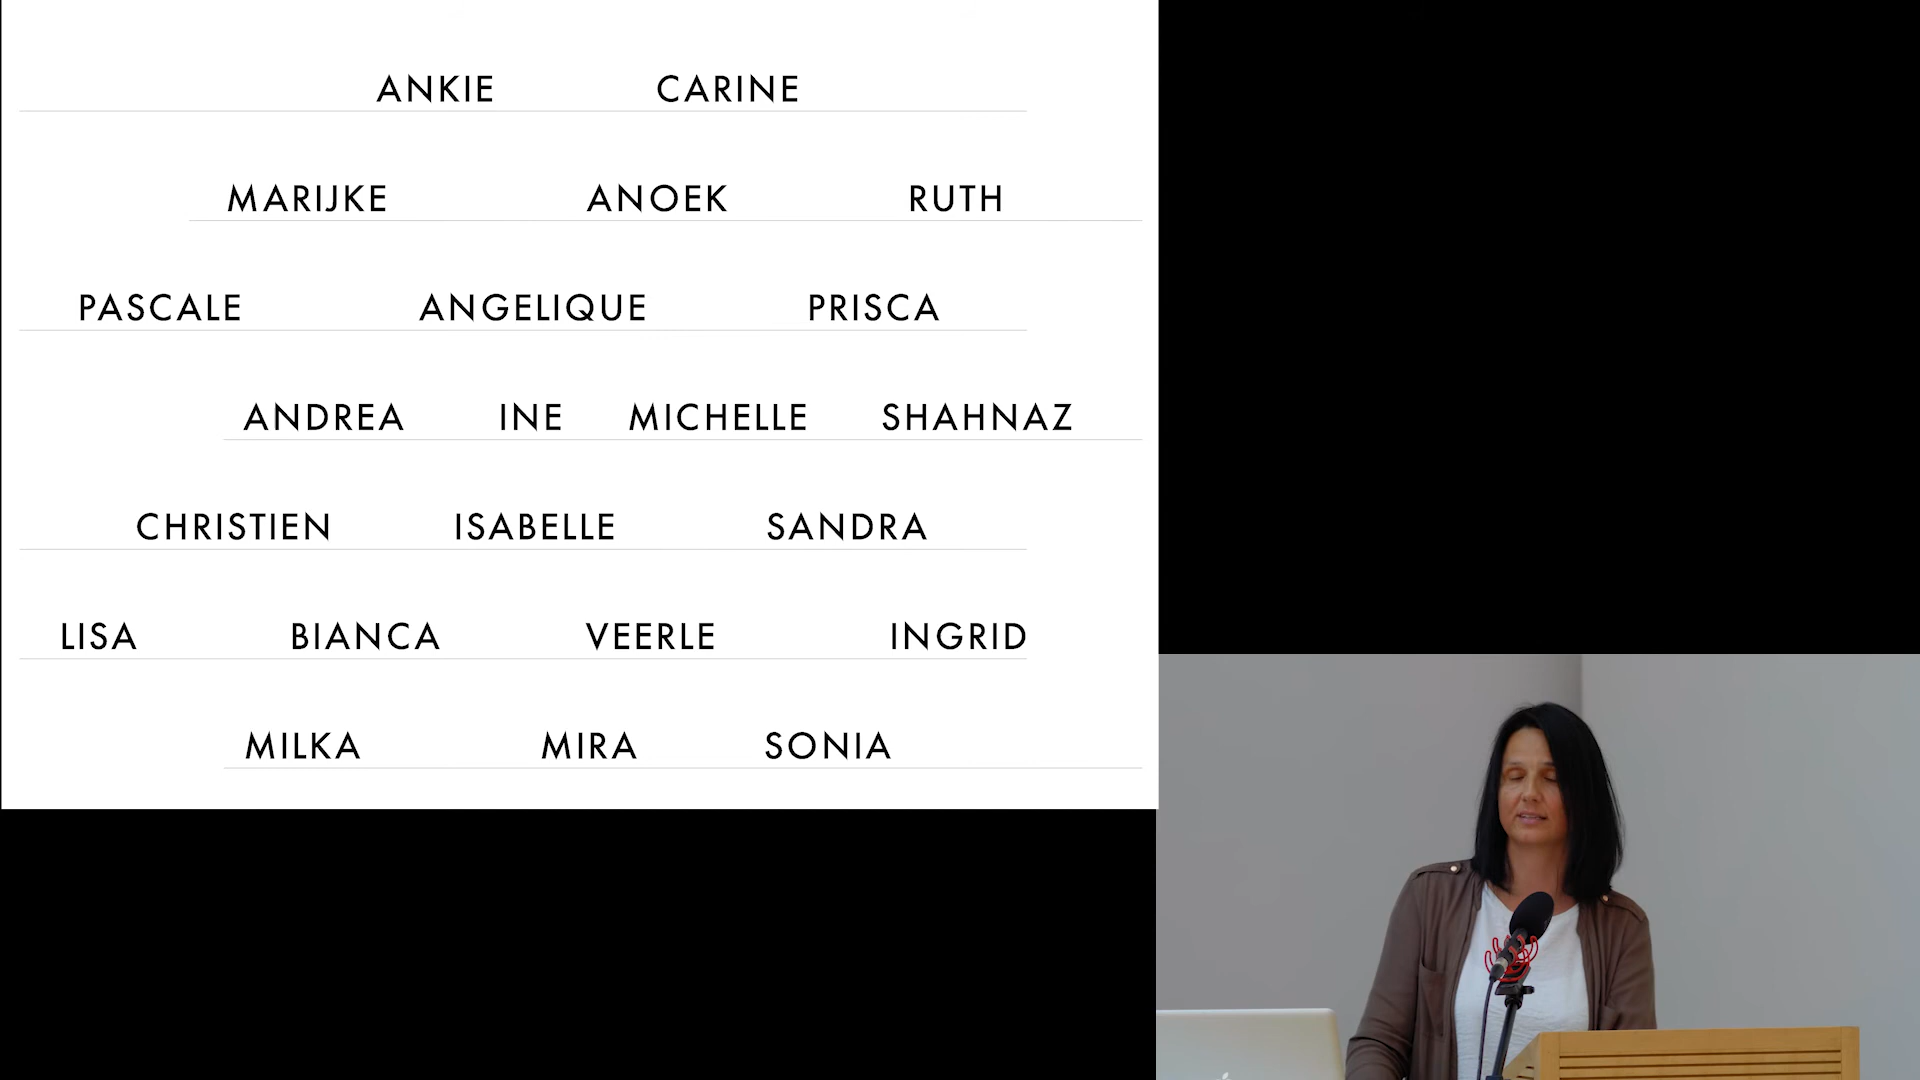 ANKIE CARINE
MARIJKE ANOEK RUTH
PASCALE ANGELIQUE PRISCA
ANDREA INE MICHELLE SHAHNAZ
CHRISTIEN ISABELLE SANDRA
LISA BIANCA VEERLE INGRID
MILKA MIRA SONIA